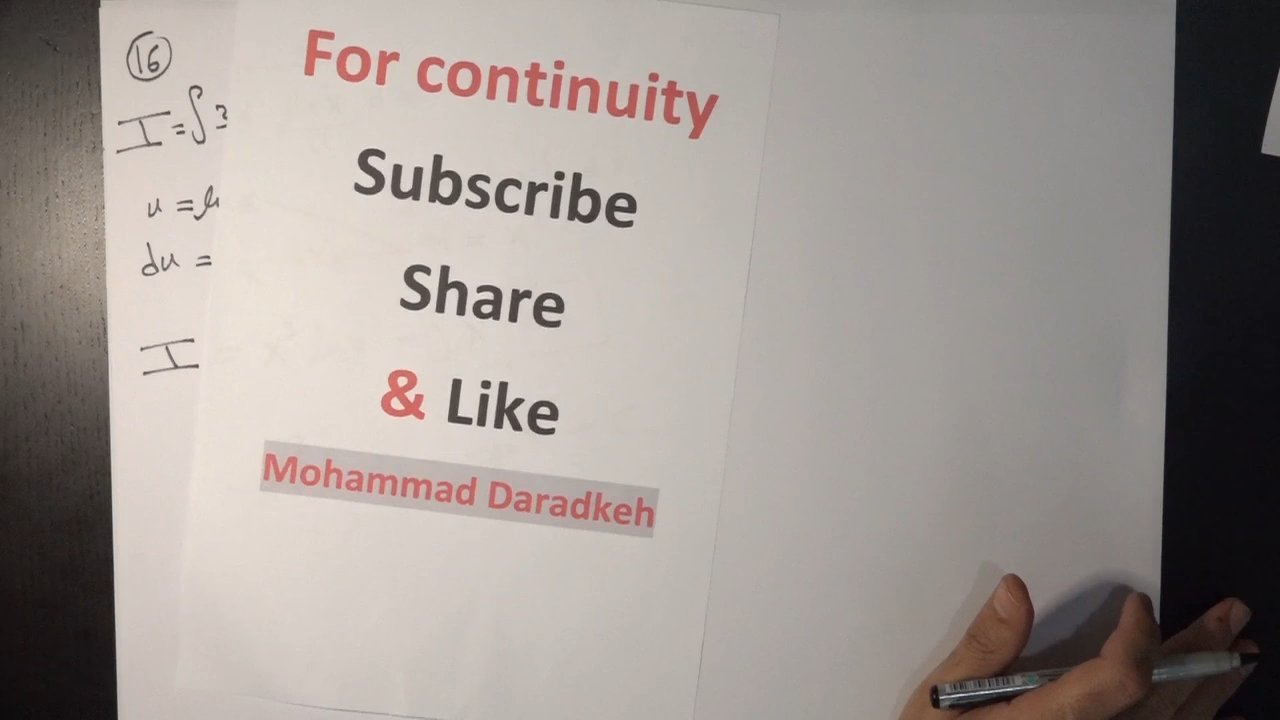 16
I = ∫
u =
du =
I
For continuity
Subscribe
Share
& Like
Mohammad Daradkeh